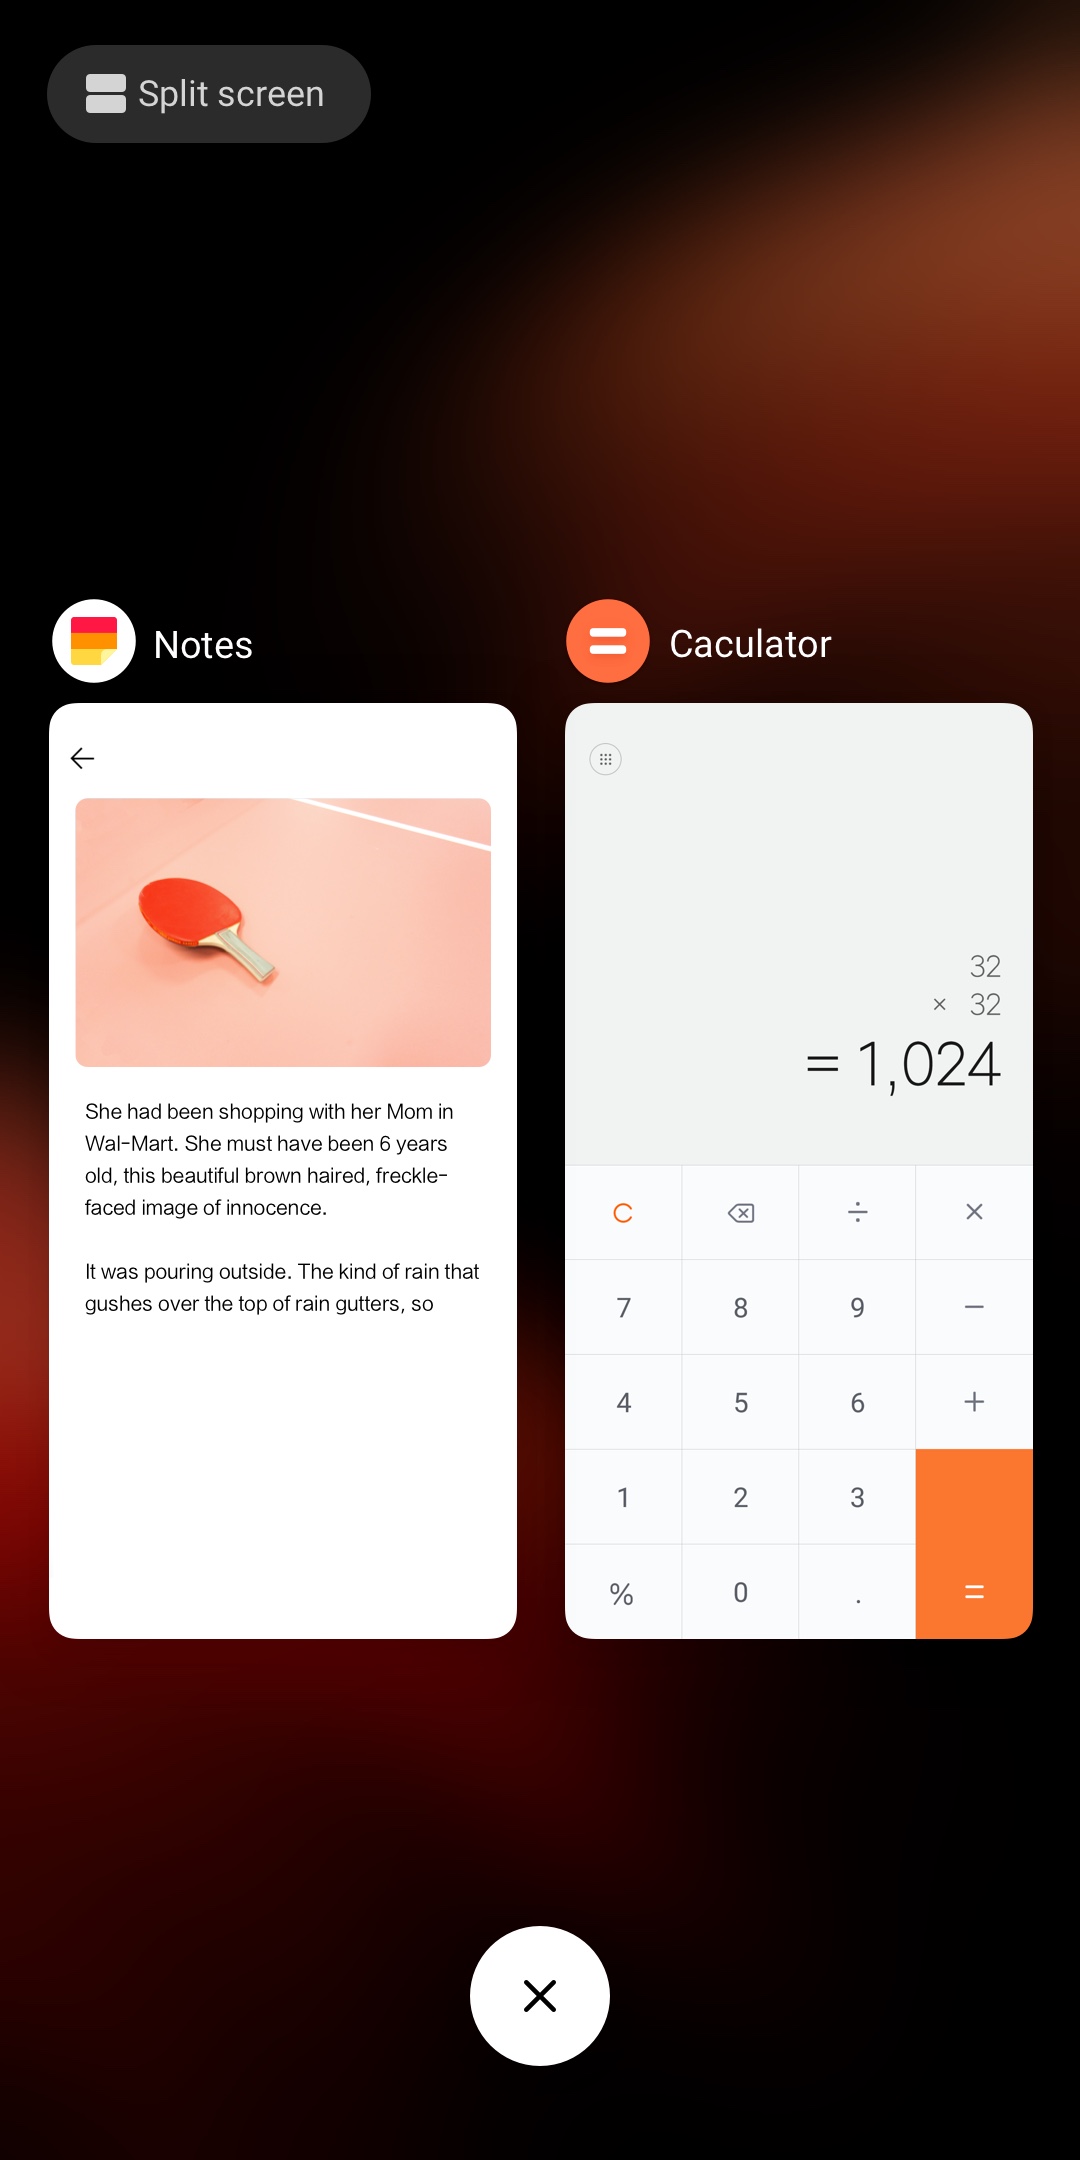 Split screen
Notes
She had been shopping with her Mom in
Wal-Mart. She must have been 6 years
old, this beautiful brown haired, freckle-
faced image of innocence.
It was pouring outside. The kind of rain that
gushes over the top of rain gutters, so
Caculator
32
× 32
= 1,024
C ÷ ×
7 8 9 −
4 5 6 +
1 2 3
% 0 . =